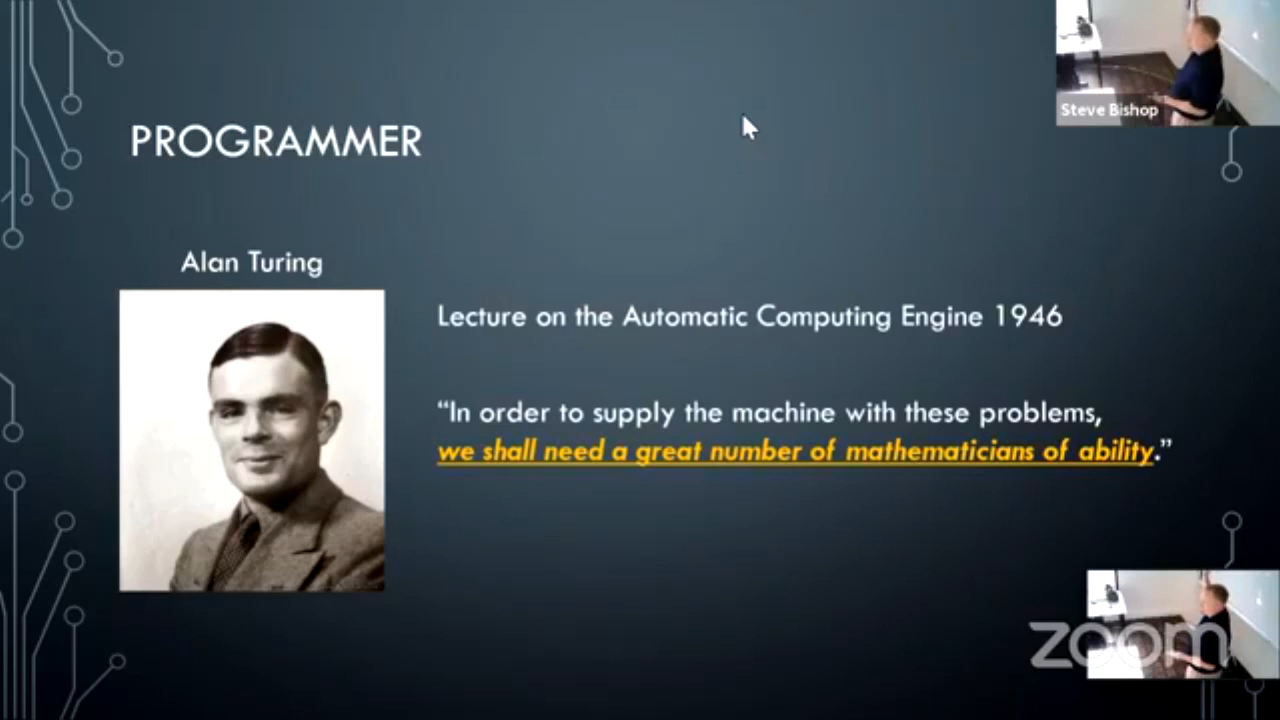 Steve Bishop
PROGRAMMER
Alan Turing
Lecture on the Automatic Computing Engine 1946
“In order to supply the machine with these problems,
we shall need a great number of mathematicians of ability.”
zoom